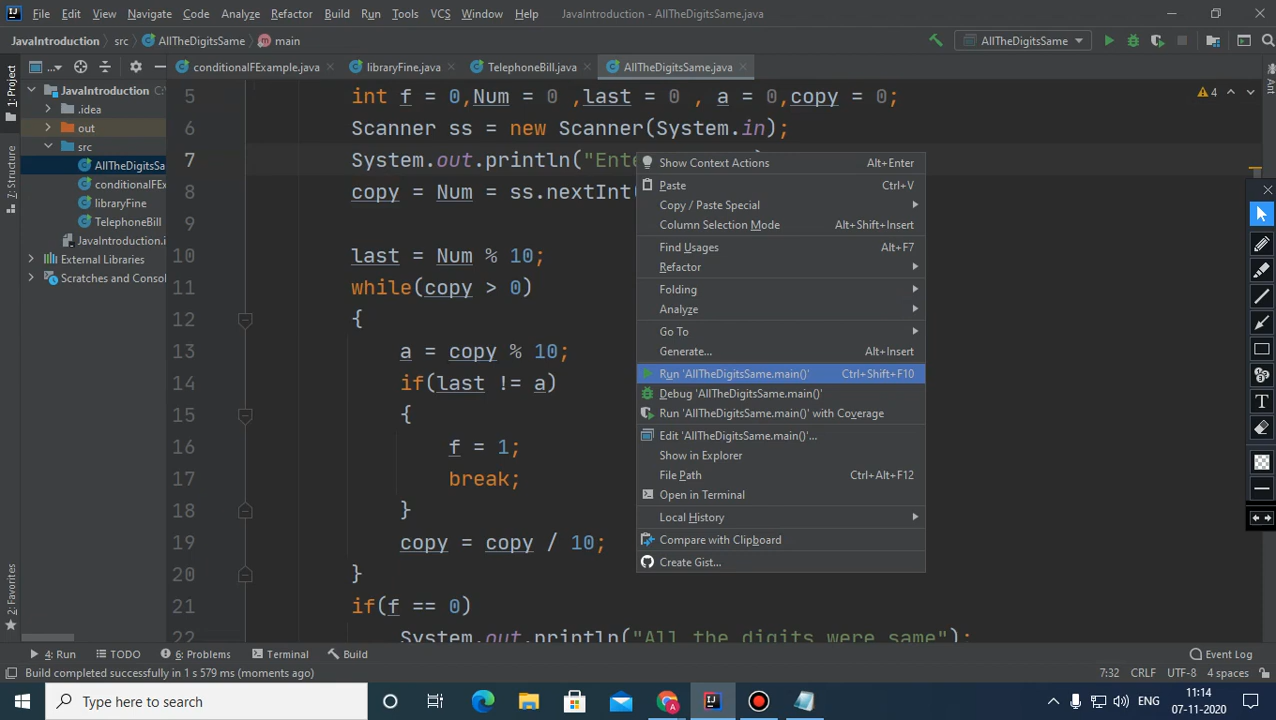 File Edit View Navigate Code Analyze Refactor Build Run Tools VCS Window Help JavaIntroduction - AllTheDigitsSame.java
JavaIntroduction src AllTheDigitsSame main AllTheDigitsSame
1: Project
7: Structure
2: Favorites
Ant
JavaIntroduction C:
.idea
out
src
AllTheDigitsSa
conditionalFEx
libraryFine
TelephoneBill
JavaIntroduction.i
External Libraries
Scratches and Conso
conditionalFExample.java libraryFine.java TelephoneBill.java AllTheDigitsSame.java
4
5 int f = 0,Num = 0 ,last = 0 , a = 0,copy = 0;
6 Scanner ss = new Scanner(System.in);
7 System.out.println("Ente
8 copy = Num = ss.nextInt(
9
10 last = Num % 10;
11 while(copy > 0)
12 {
13 a = copy % 10;
14 if(last != a)
15 {
16 f = 1;
17 break;
18 }
19 copy = copy / 10;
20 }
21 if(f == 0)
22 System.out.println("All the digits were same");
Show Context Actions Alt+Enter
Paste Ctrl+V
Copy / Paste Special
Column Selection Mode Alt+Shift+Insert
Find Usages Alt+F7
Refactor
Folding
Analyze
Go To
Generate... Alt+Insert
Run 'AllTheDigitsSame.main()' Ctrl+Shift+F10
Debug 'AllTheDigitsSame.main()'
Run 'AllTheDigitsSame.main()' with Coverage
Edit 'AllTheDigitsSame.main()'...
Show in Explorer
File Path Ctrl+Alt+F12
Open in Terminal
Local History
Compare with Clipboard
Create Gist...
4: Run TODO 6: Problems Terminal Build Event Log
Build completed successfully in 1 s 579 ms (moments ago) 7:32 CRLF UTF-8 4 spaces
Type here to search
ENG
11:14
07-11-2020